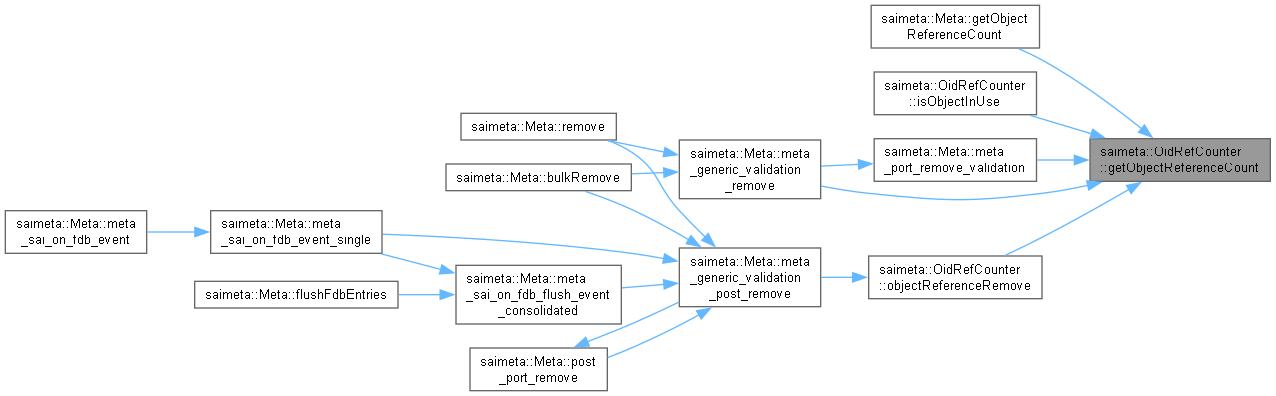 saimeta::Meta::getObject
ReferenceCount
saimeta::OidRefCounter
::isObjectInUse
saimeta::Meta::remove
saimeta::Meta::meta
_generic_validation
_remove
saimeta::Meta::meta
_port_remove_validation
saimeta::OidRefCounter
::getObjectReferenceCount
saimeta::Meta::bulkRemove
saimeta::Meta::meta
_sai_on_fdb_event
saimeta::Meta::meta
_sai_on_fdb_event_single
saimeta::Meta::meta
_generic_validation
_post_remove
saimeta::OidRefCounter
::objectReferenceRemove
saimeta::Meta::flushFdbEntries
saimeta::Meta::meta
_sai_on_fdb_flush_event
_consolidated
saimeta::Meta::post
_port_remove